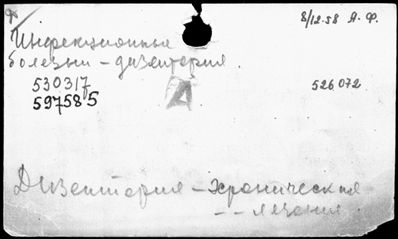 8/12.58 А. Ф.
Инфекционные
болезни - дизентерия.
530317
597585
526072
А
Дизентерия - хроническая
- - лечение.